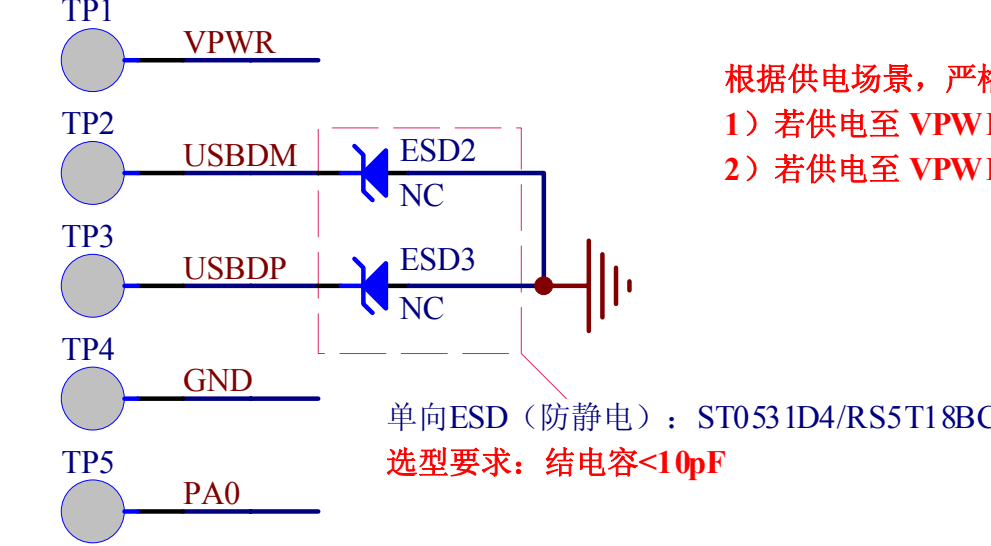 TP1
VPWR
根据供电场景，严格
1）若供电至 VPW
2）若供电至 VPW
TP2
USBDM
ESD2
NC
TP3
USBDP
ESD3
NC
TP4
GND
单向ESD（防静电）：ST0531D4/RS5T18BC
选型要求：结电容<10pF
TP5
PA0